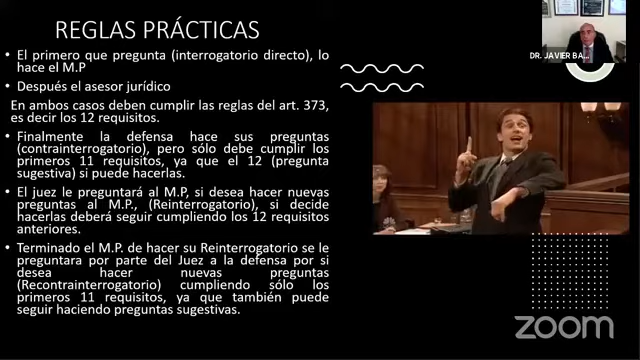 REGLAS PRÁCTICAS
• El primero que pregunta (interrogatorio directo), lo
hace el M.P
• Después el asesor jurídico
En ambos casos deben cumplir las reglas del art. 373,
es decir los 12 requisitos.
• Finalmente la defensa hace sus preguntas
(contrainterrogatorio), pero sólo debe cumplir los
primeros 11 requisitos, ya que el 12 (pregunta
sugestiva) si puede hacerlas.
• El juez le preguntará al M.P, si desea hacer nuevas
preguntas al M.P., (Reinterrogatorio), si decide
hacerlas deberá seguir cumpliendo los 12 requisitos
anteriores.
• Terminado el M.P. de hacer su Reinterrogatorio se le
preguntara por parte del Juez a la defensa por si
desea hacer nuevas preguntas
(Recontrainterrogatorio) cumpliendo sólo los
primeros 11 requisitos, ya que también puede
seguir haciendo preguntas sugestivas.
DR. JAVIER BA...
zoom